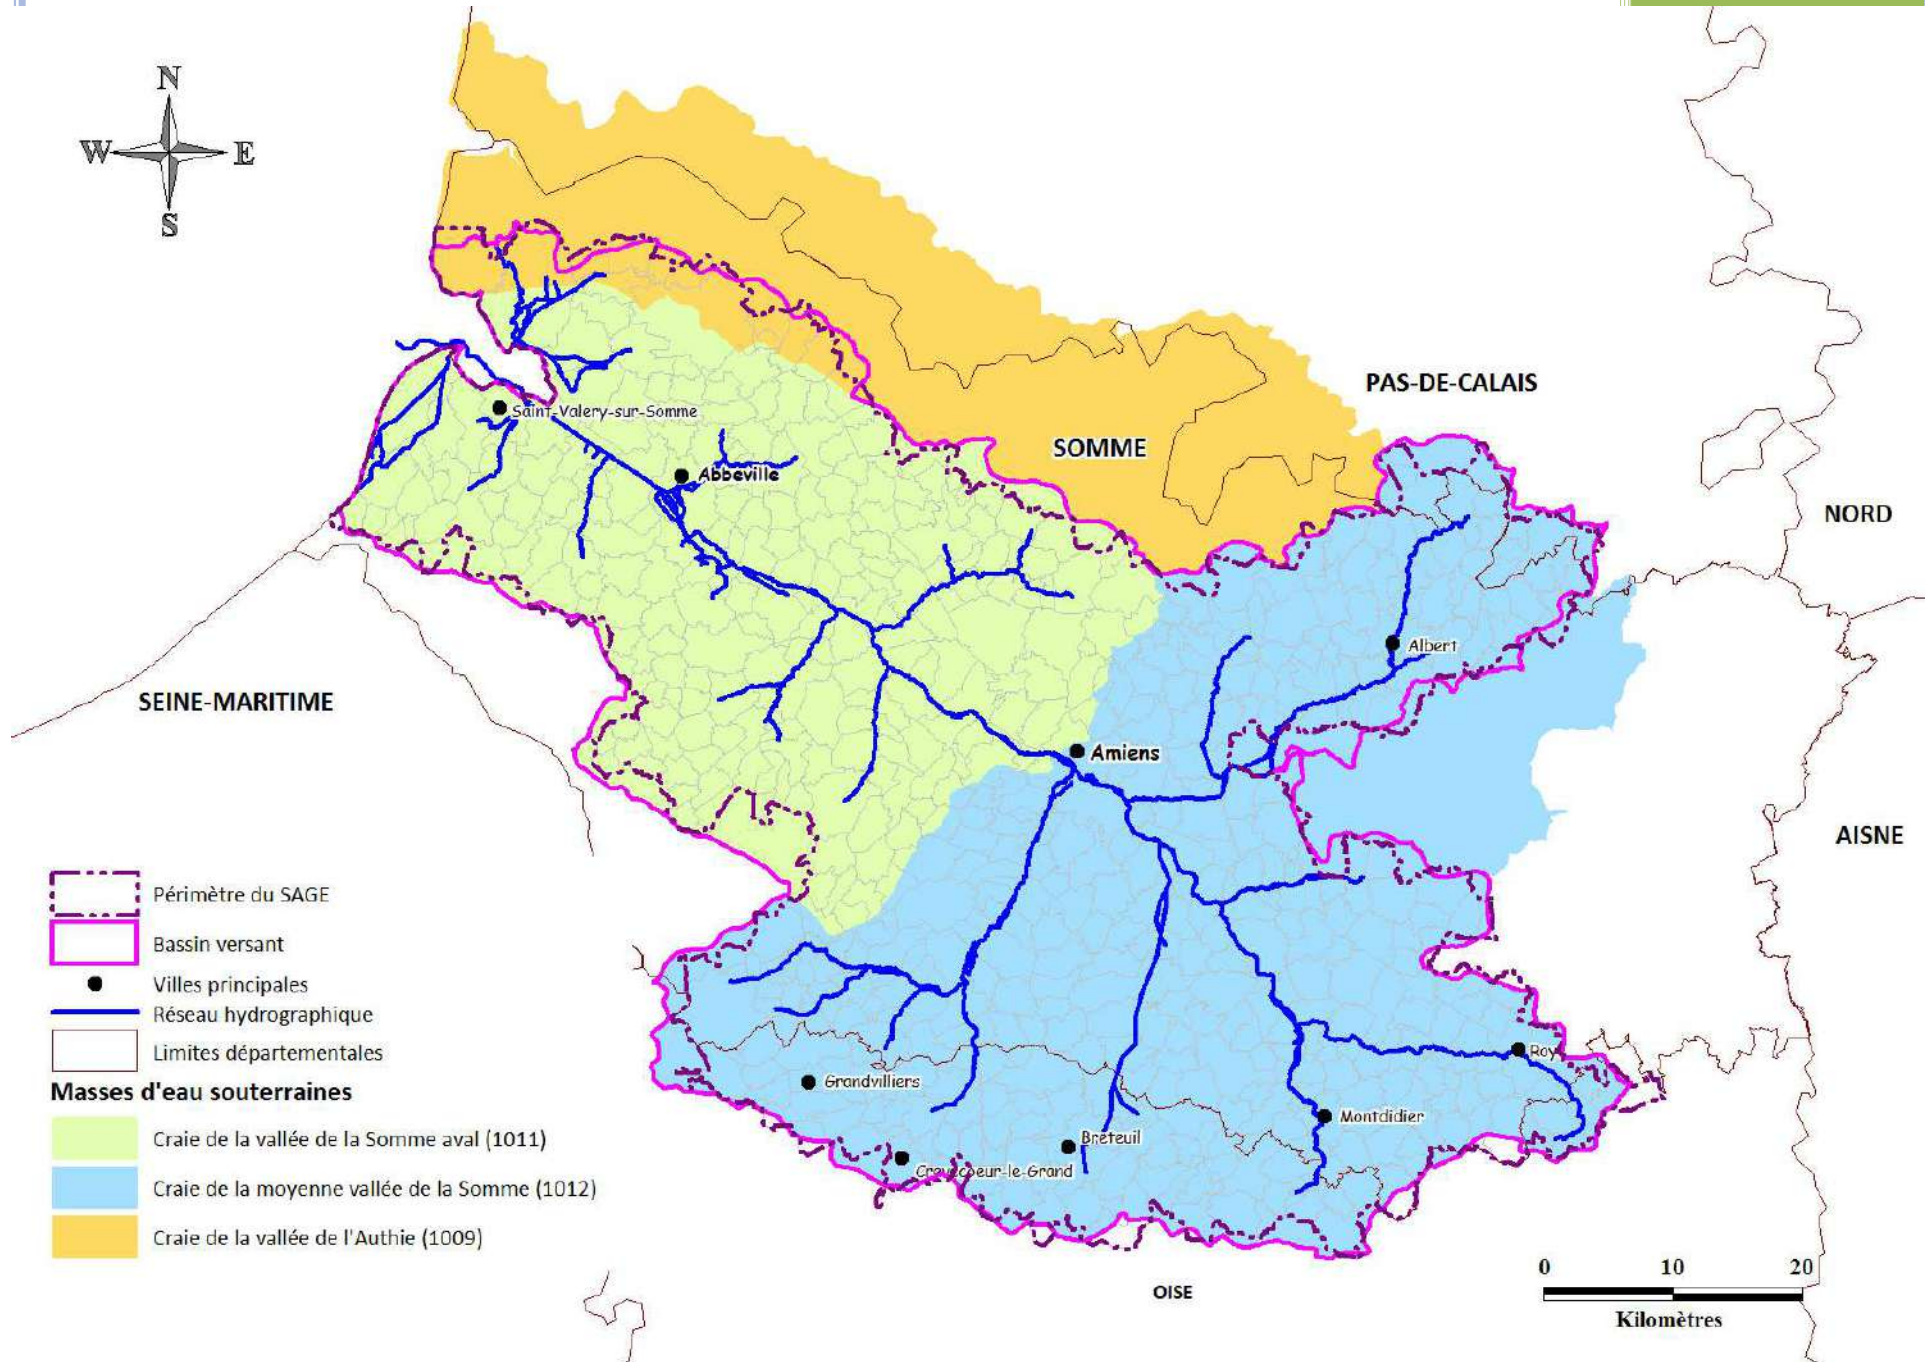 N
W E
S
PAS-DE-CALAIS
Saint-Valery-sur-Somme
SOMME
Abbeville
NORD
Albert
SEINE-MARITIME
Amiens
AISNE
Périmètre du SAGE
Bassin versant
Villes principales
Réseau hydrographique
Limites départementales
Roy
Grandvilliers
Masses d'eau souterraines
Montdidier
Craie de la vallée de la Somme aval (1011)
Breteuil
Crevecoeur-le-Grand
Craie de la moyenne vallée de la Somme (1012)
Craie de la vallée de l'Authie (1009)
0 10 20
OISE
Kilomètres